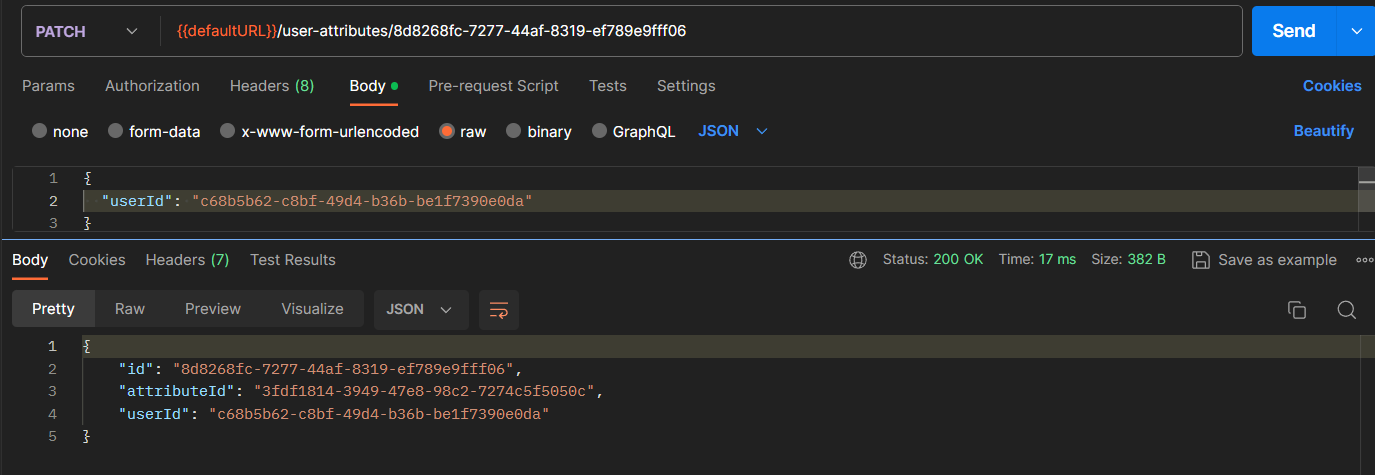 PATCH {{defaultURL}}/user-attributes/8d8268fc-7277-44af-8319-ef789e9fff06 Send
Params Authorization Headers (8) Body Pre-request Script Tests Settings Cookies
none form-data x-www-form-urlencoded raw binary GraphQL JSON Beautify
1 {
2 "userId": "c68b5b62-c8bf-49d4-b36b-be1f7390e0da"
3 }
Body Cookies Headers (7) Test Results Status: 200 OK Time: 17 ms Size: 382 B Save as example
Pretty Raw Preview Visualize JSON
1 {
2 "id": "8d8268fc-7277-44af-8319-ef789e9fff06",
3 "attributeId": "3fdf1814-3949-47e8-98c2-7274c5f5050c",
4 "userId": "c68b5b62-c8bf-49d4-b36b-be1f7390e0da"
5 }